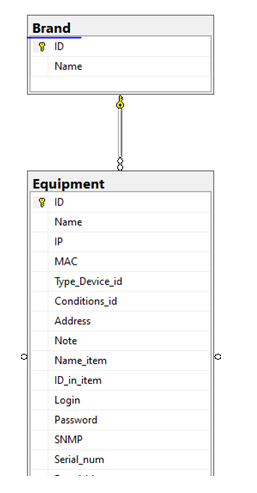 Brand
ID
Name
Equipment
ID
Name
IP
MAC
Type_Device_id
Conditions_id
Address
Note
Name_item
ID_in_item
Login
Password
SNMP
Serial_num